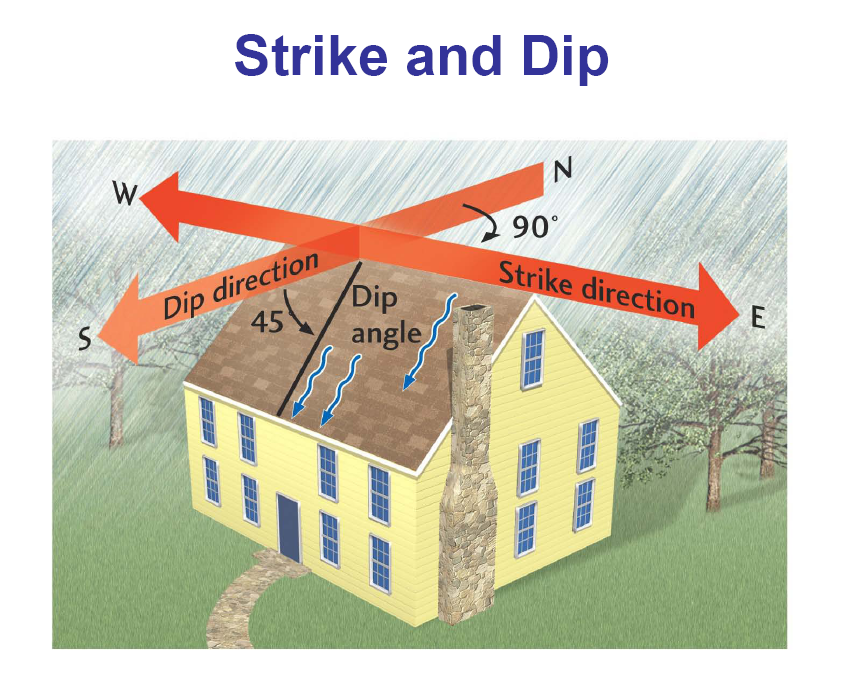 Strike and Dip
N
W
90°
Strike direction
Dip direction
Dip
angle
45°
E
S